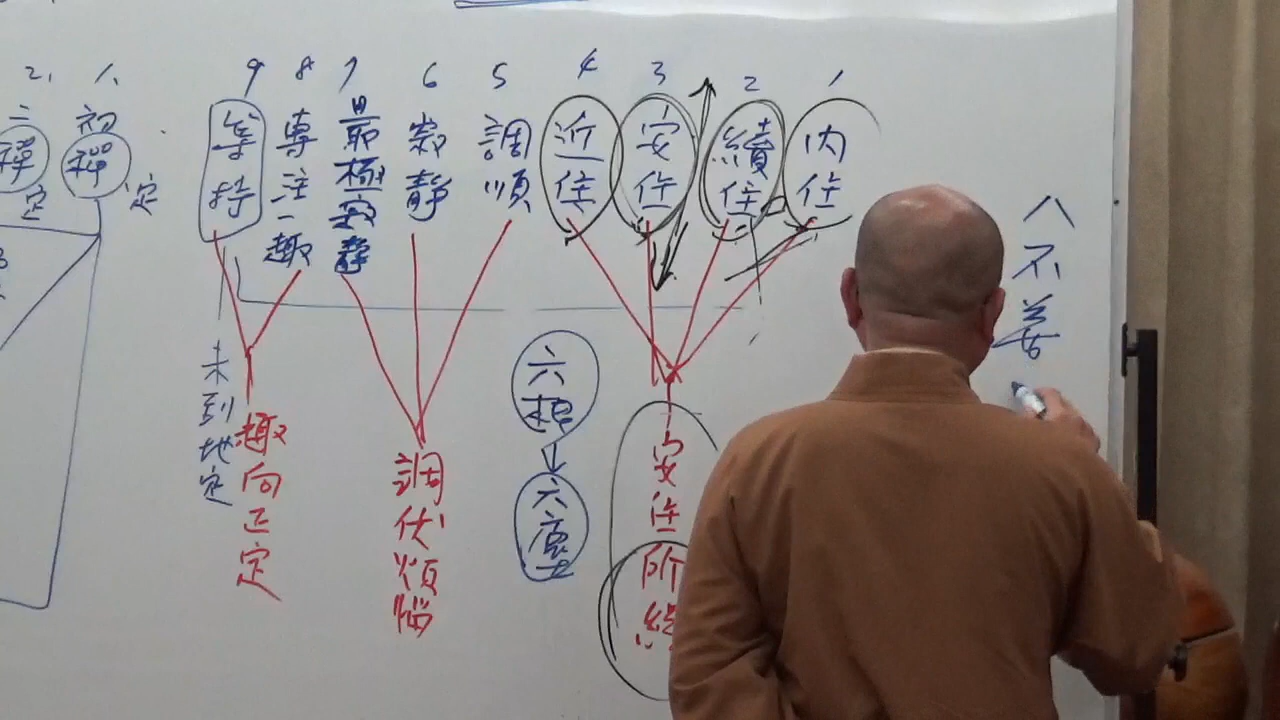 八不善
1 内住
2 續住
3 安住
4 近住
5 調順
6 寂靜
7 最極寂靜
8 專注一趣
9 等持
安住所緣
六根
六塵
調伏煩惱
趣向正定
未到地定
1、初禪定
2、二禪定